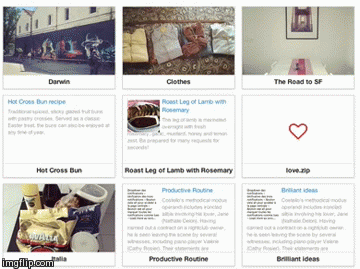 Darwin
Clothes
The Road to SF
Hot Cross Bun recipe
Traditional spiced, sticky glazed fruit buns
with pastry crosses. Served as a classic
Easter treat, the buns can also be enjoyed
at any time of year.
Hot Cross Bun
Roast Leg of Lamb with
Rosemary
This leg of lamb is marinated
overnight with fresh
rosemary, garlic, mustard, honey and lemon
zest. Be prepared for many requests for
seconds!
Roast Leg of Lamb with Rosemary
love.zip
Italia
Productive Routine
Costello's methodical modus
operandi includes insoled
alibis involving his lover, Jane
(Nathalie Delon). Having
named out a contract on a nightclub owner,
he is seen leaving the scene by several
witnesses, including piano player Valérie
(Cathy Rosier). Their statements are
Productive Routine
Brilliant ideas
Costello's methodical modus
operandi includes
alibis involving his lover, Jane
(Nathalie Delon). Having
carried out a contract on a nightclub owner,
he is seen leaving the scene by several
witnesses, including piano player Valérie
(Cathy Rosier). Their statements are
Brilliant ideas
imgflip.com